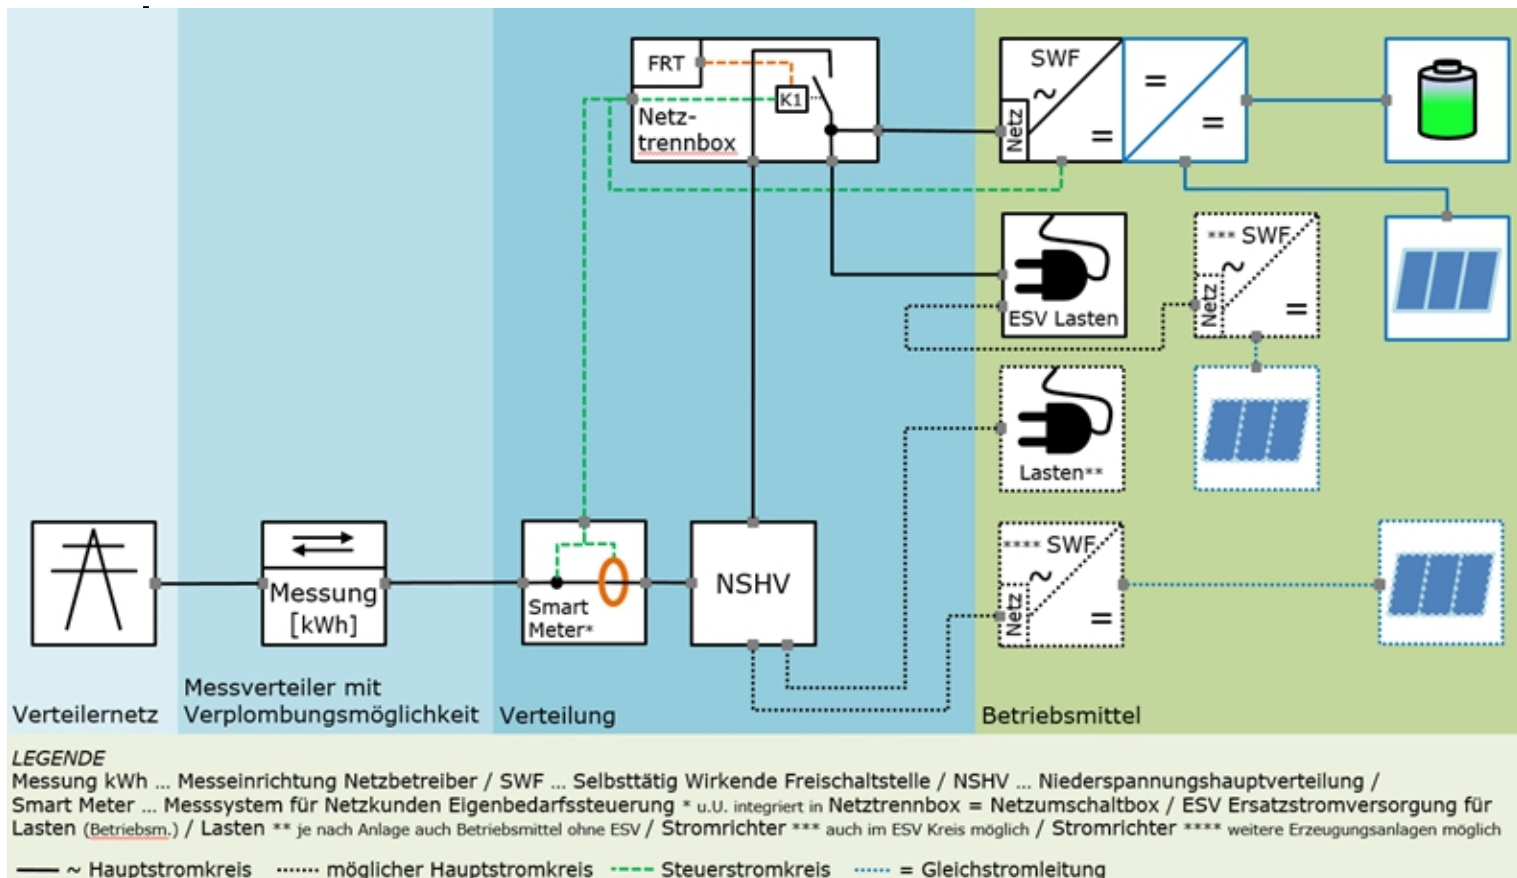 FRT
K1
Netz-
trennbox
SWF
~
=
Netz
=
=
*** SWF
~
=
Netz
ESV Lasten
Lasten**
Messung
[kWh]
Smart
Meter*
NSHV
**** SWF
~
=
Netz
Verteilernetz
Messverteiler mit
Verplombungsmöglichkeit
Verteilung
Betriebsmittel
LEGENDE
Messung kWh ... Messeinrichtung Netzbetreiber / SWF ... Selbsttätig Wirkende Freischaltstelle / NSHV ... Niederspannungshauptverteilung /
Smart Meter ... Messsystem für Netzkunden Eigenbedarfssteuerung * u.U. integriert in Netztrennbox = Netzumschaltbox / ESV Ersatzstromversorgung für
Lasten (Betriebsm.) / Lasten ** je nach Anlage auch Betriebsmittel ohne ESV / Stromrichter *** auch im ESV Kreis möglich / Stromrichter **** weitere Erzeugungsanlagen möglich
~ Hauptstromkreis möglicher Hauptstromkreis Steuerstromkreis = Gleichstromleitung